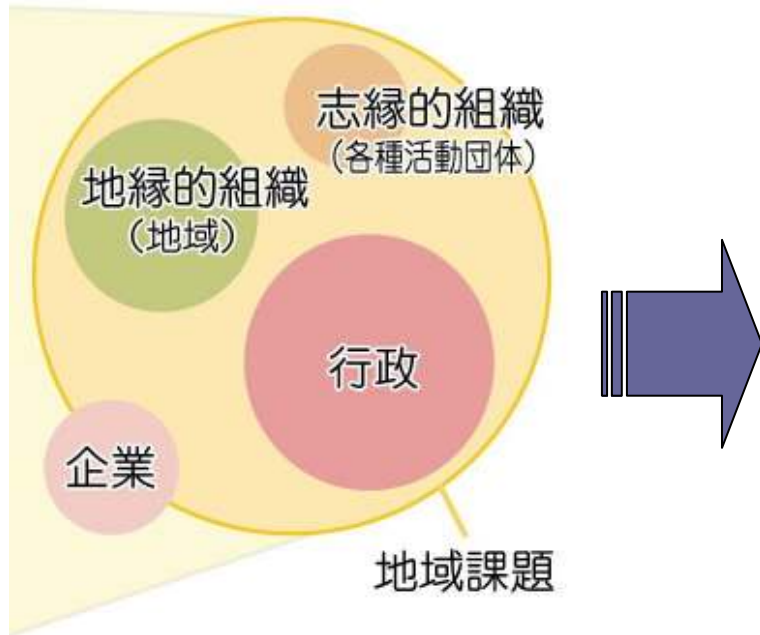 志縁的組織
（各種活動団体）
地縁的組織
（地域）
行政
企業
地域課題